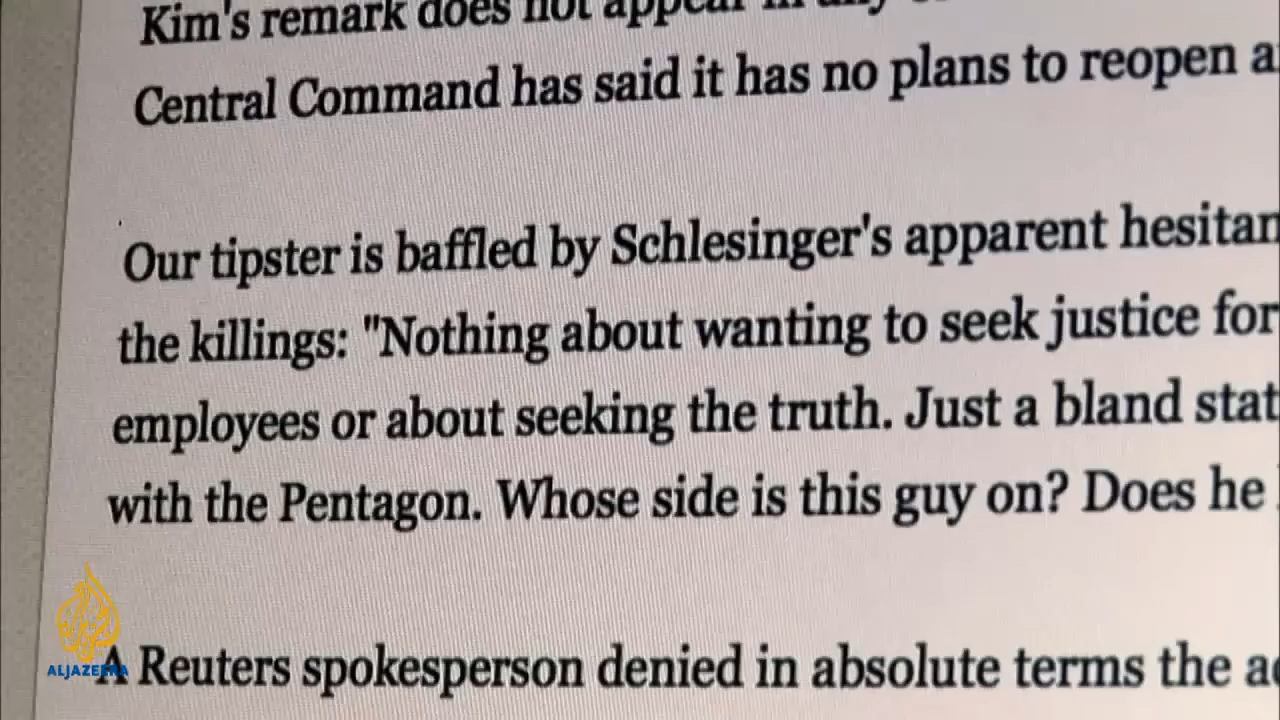 Kim's remark does not appear in any
Central Command has said it has no plans to reopen a
Our tipster is baffled by Schlesinger's apparent hesitan
the killings: "Nothing about wanting to seek justice for
employees or about seeking the truth. Just a bland stat
with the Pentagon. Whose side is this guy on? Does he
A Reuters spokesperson denied in absolute terms the a
ALJAZEERA